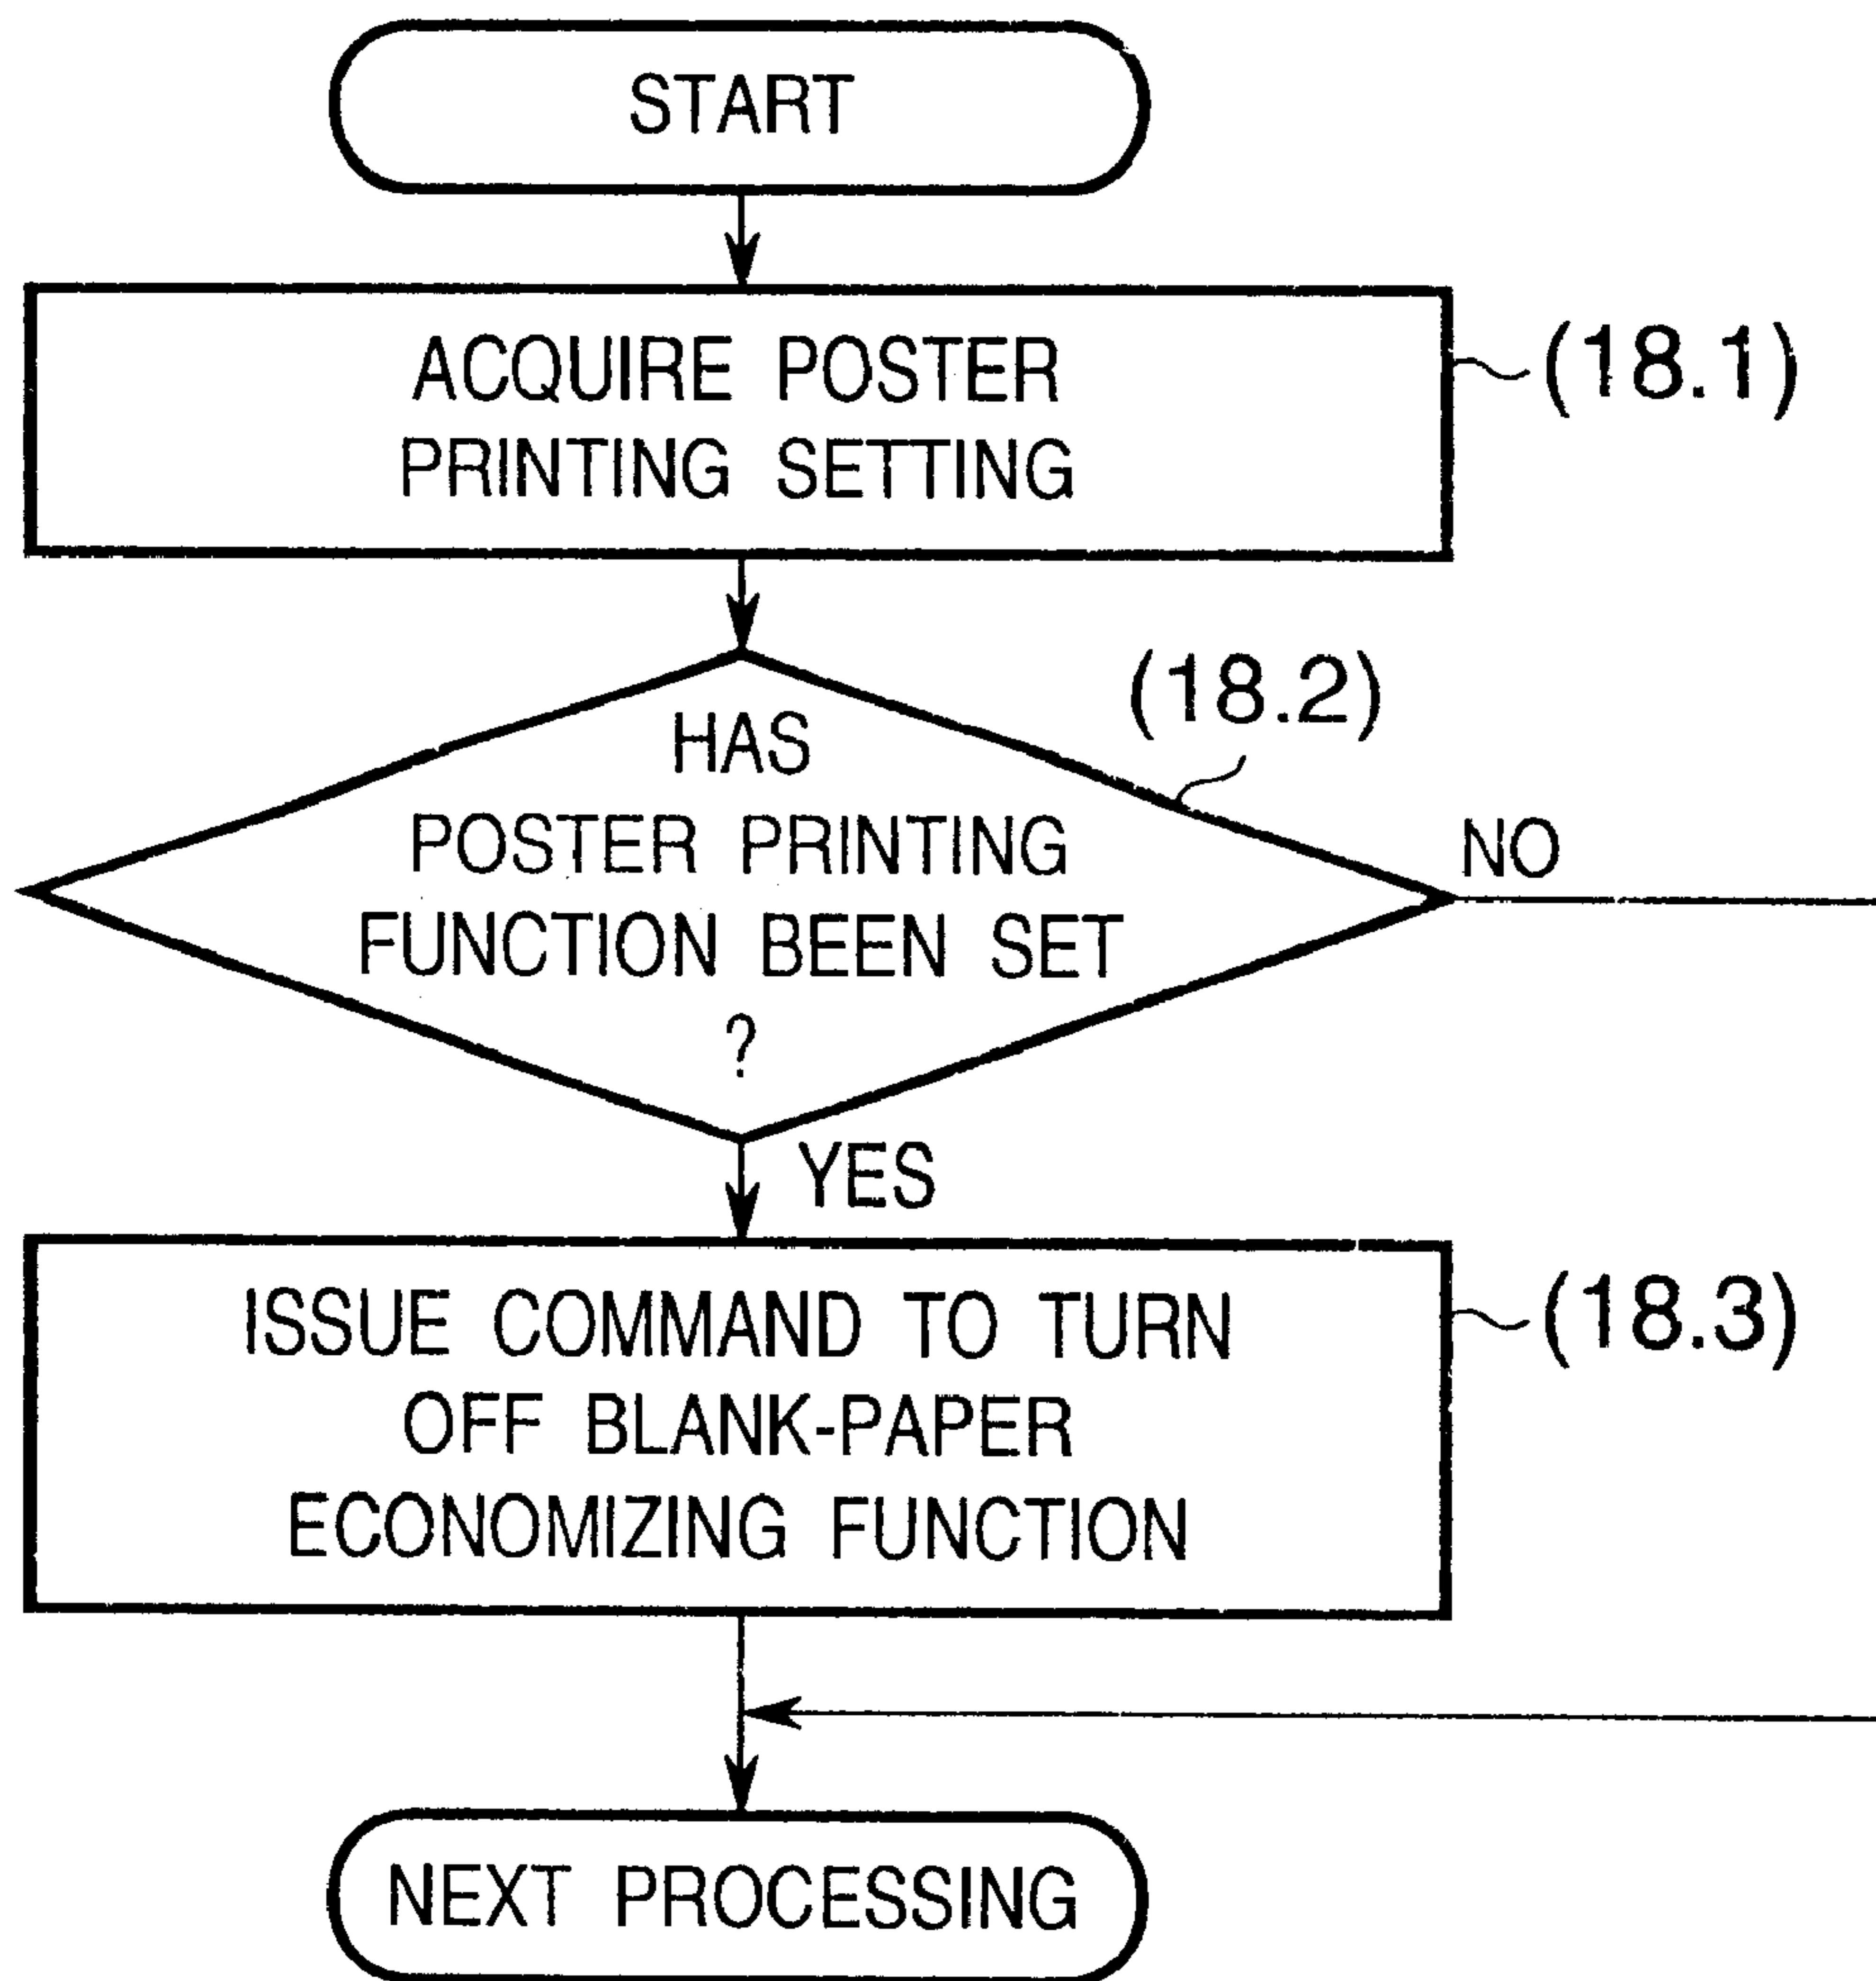 START
ACQUIRE POSTER
PRINTING SETTING
(18.1)
(18.2)
HAS
POSTER PRINTING
FUNCTION BEEN SET
?
NO
YES
ISSUE COMMAND TO TURN
OFF BLANK-PAPER
ECONOMIZING FUNCTION
(18.3)
NEXT PROCESSING